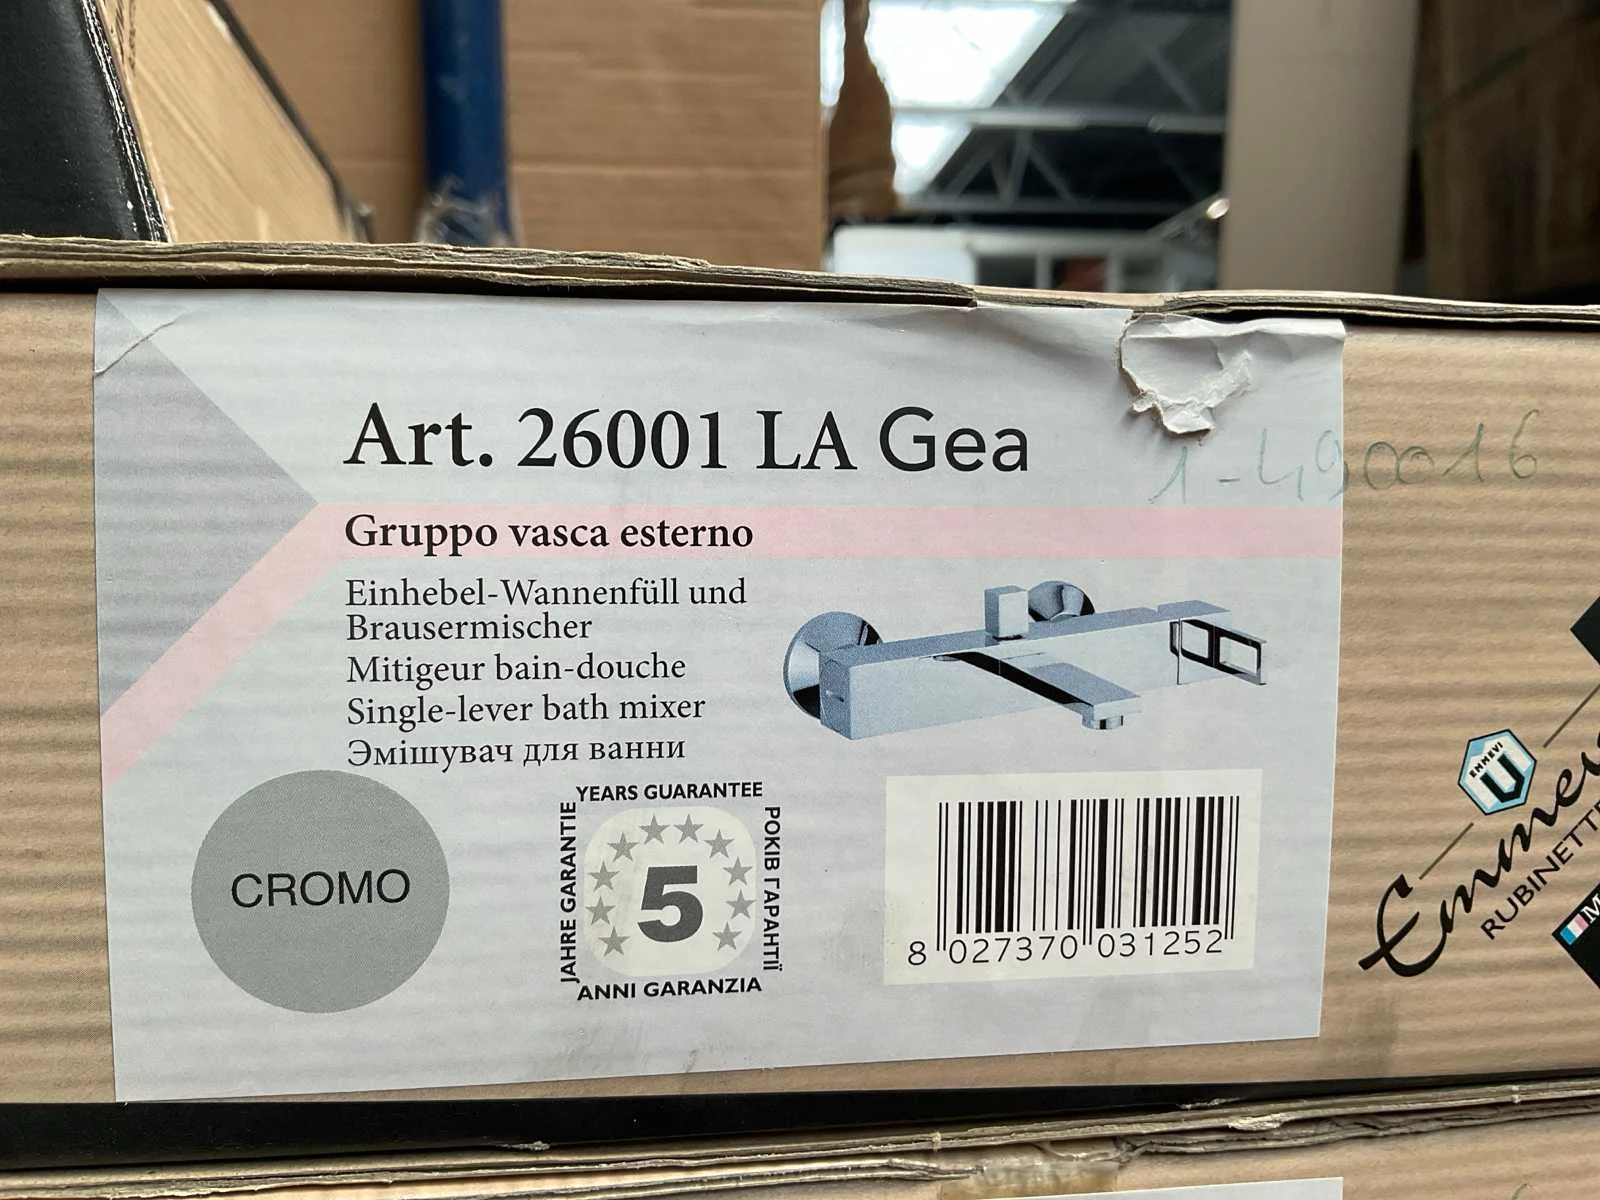 Art. 26001 LA Gea
1-490016
Gruppo vasca esterno
Einhebel-Wannenfüll und
Brausermischer
Mitigeur bain-douche
Single-lever bath mixer
Эмішувач для ванни
CROMO
YEARS GUARANTEE
JAHRE GARANTIE
5
РОКІВ ГАРАНТІЇ
ANNI GARANZIA
8 027370 031252
EMMEVI